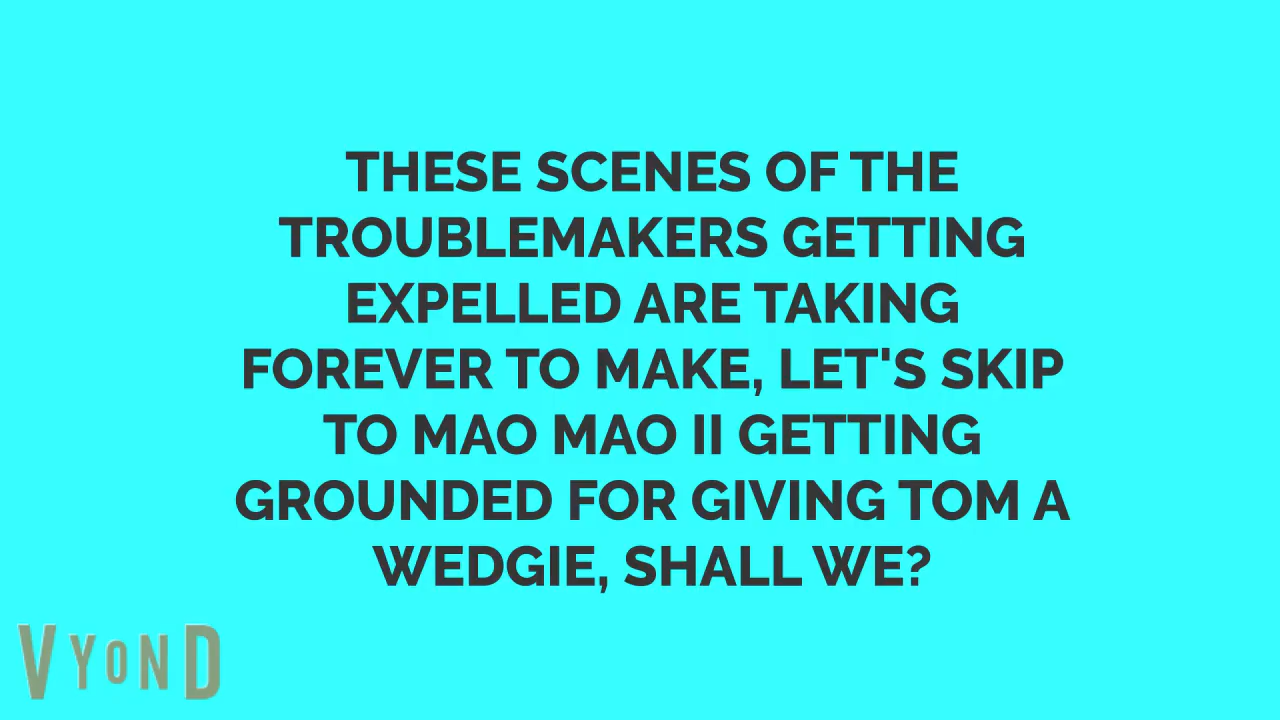 THESE SCENES OF THE
TROUBLEMAKERS GETTING
EXPELLED ARE TAKING
FOREVER TO MAKE, LET'S SKIP
TO MAO MAO II GETTING
GROUNDED FOR GIVING TOM A
WEDGIE, SHALL WE?
VYOND